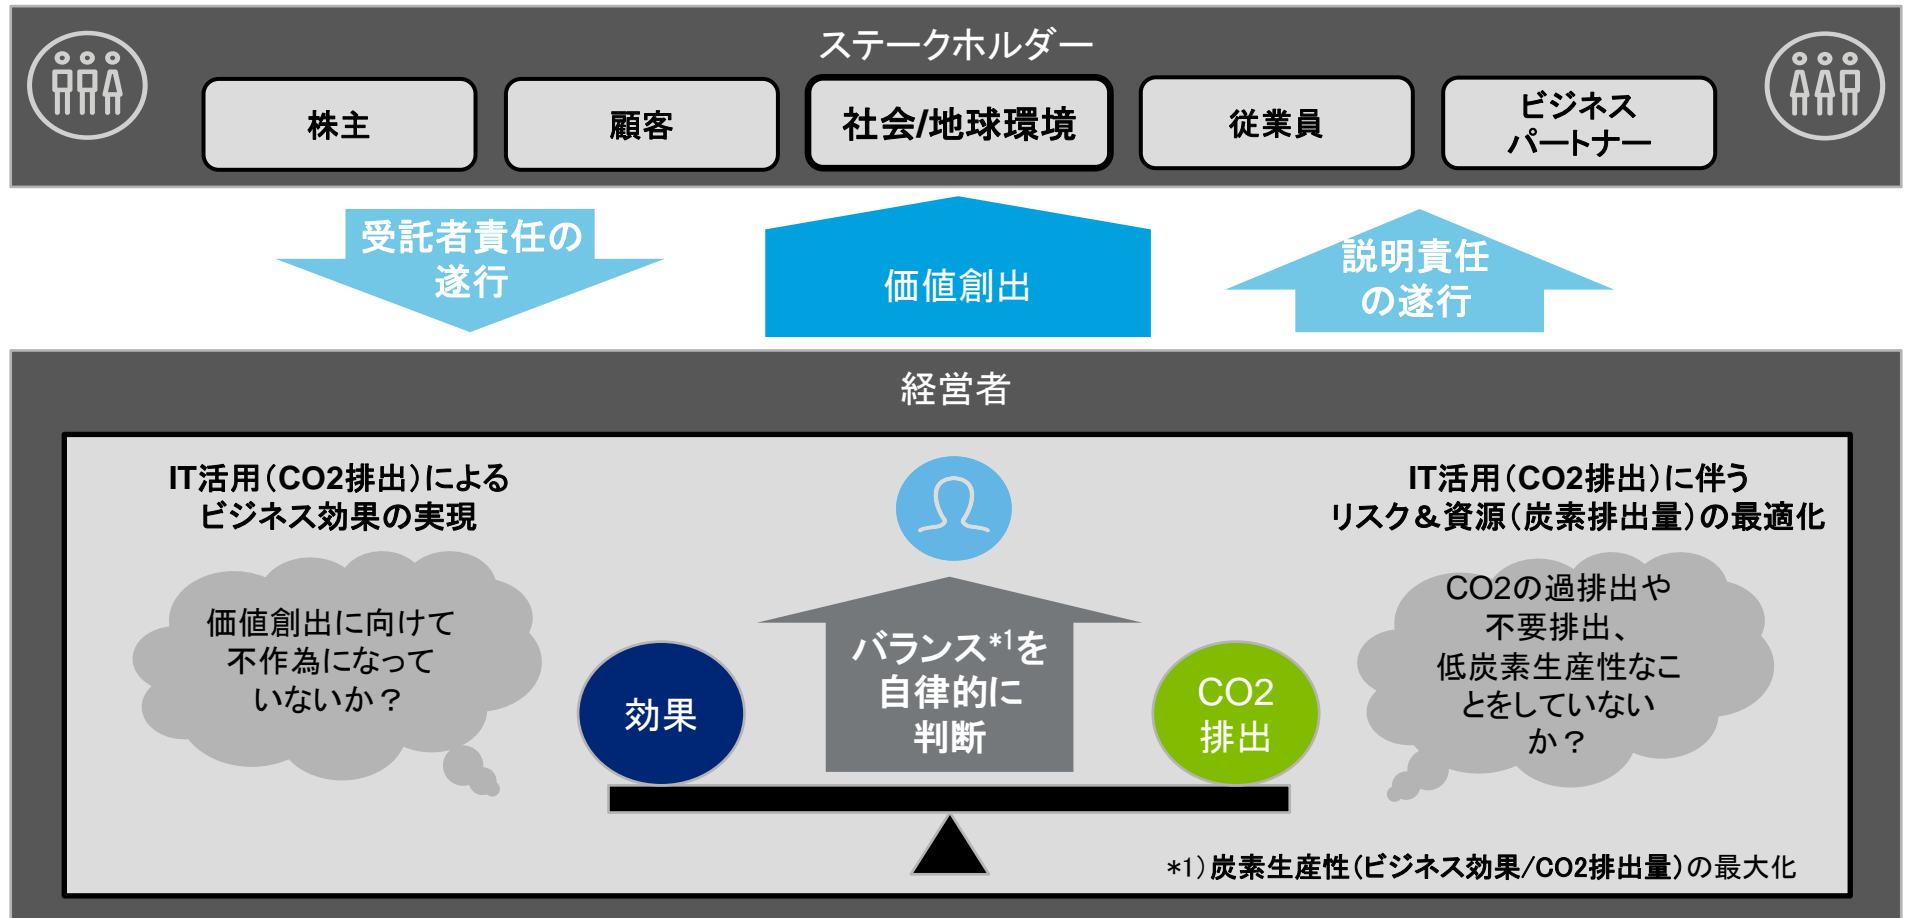 ステークホルダー
株主
顧客
社会/地球環境
従業員
ビジネス
パートナー
受託者責任の
遂行
価値創出
説明責任
の遂行
経営者
IT活用(CO2排出)による
ビジネス効果の実現
IT活用(CO2排出)に伴う
リスク&資源(炭素排出量)の最適化
価値創出に向けて
不作為になって
いないか?
効果
バランス*1を
自律的に
判断
CO2
排出
CO2の過排出や
不要排出、
低炭素生産性なこ
とをしていない
か?
*1)炭素生産性(ビジネス効果/CO2排出量)の最大化